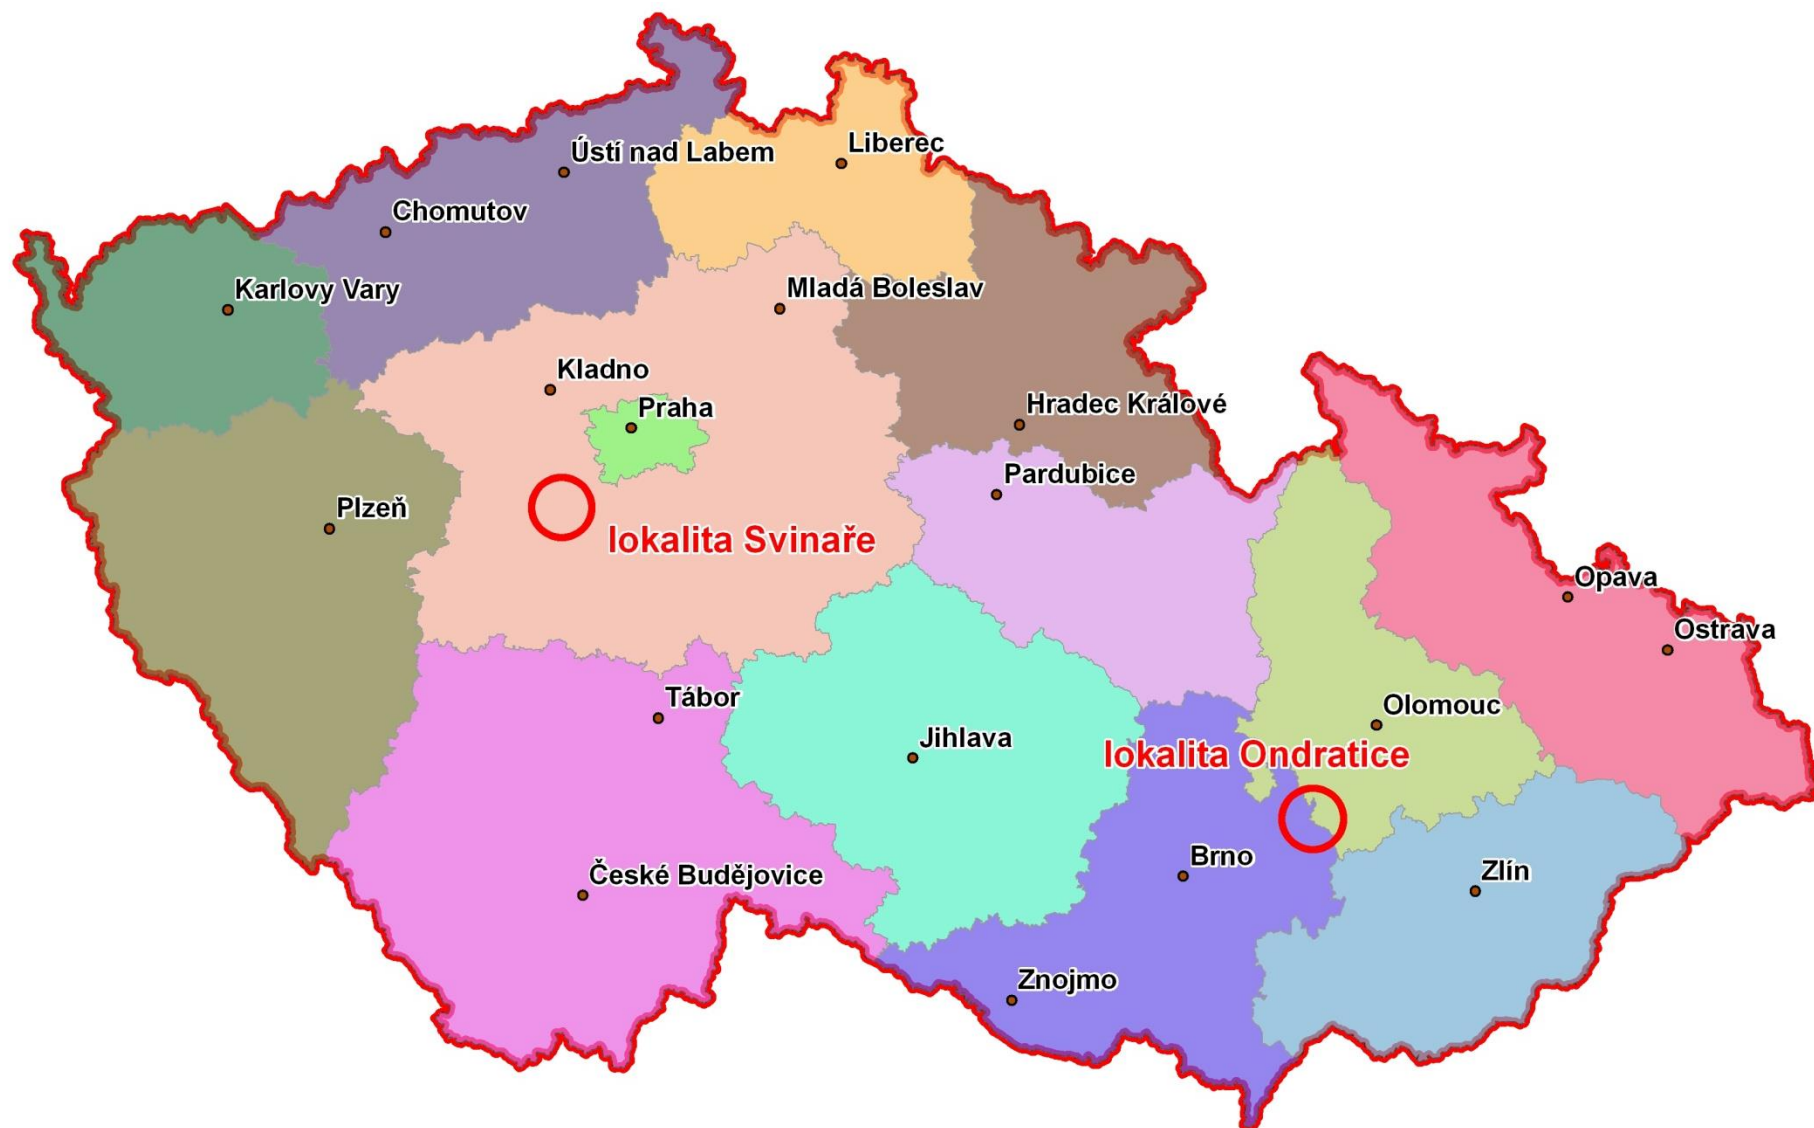 Ústí nad Labem
Liberec
Chomutov
Karlovy Vary
Mladá Boleslav
Kladno
Praha
Hradec Králové
Pardubice
Plzeň
lokalita Svinaře
Opava
Ostrava
Tábor
Olomouc
Jihlava
lokalita Ondratice
Brno
České Budějovice
Zlín
Znojmo